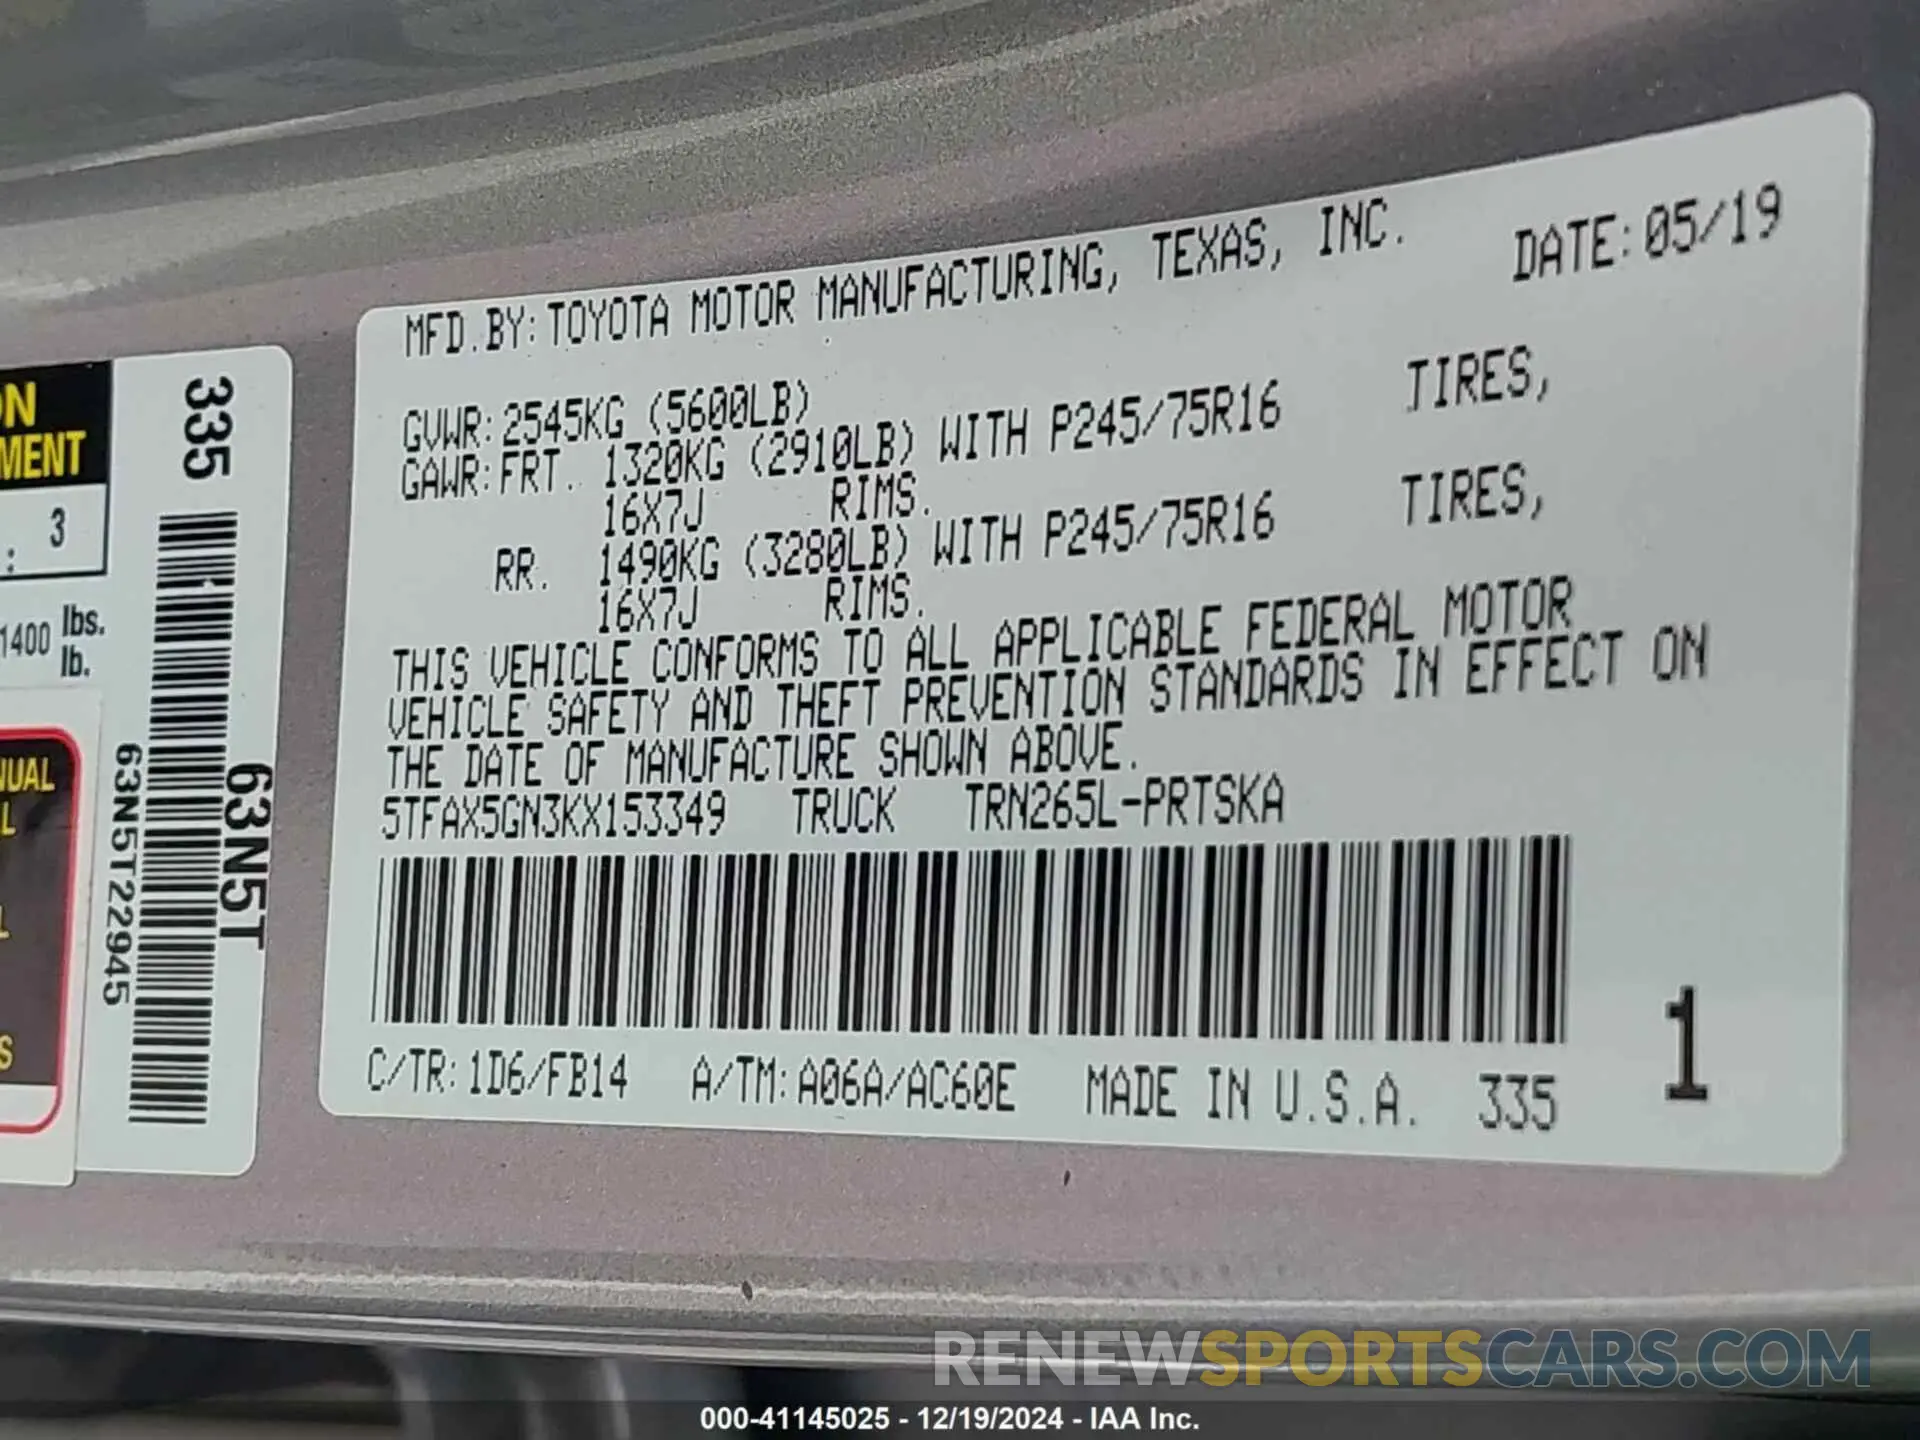 MFD.BY:TOYOTA MOTOR MANUFACTURING, TEXAS, INC. DATE:05/19
GVWR:2545KG (5600LB)
GAWR:FRT. 1320KG (2910LB) WITH P245/75R16 TIRES,
16X7J RIMS.
RR. 1490KG (3280LB) WITH P245/75R16 TIRES,
16X7J RIMS.
THIS VEHICLE CONFORMS TO ALL APPLICABLE FEDERAL MOTOR
VEHICLE SAFETY AND THEFT PREVENTION STANDARDS IN EFFECT ON
THE DATE OF MANUFACTURE SHOWN ABOVE.
5TFAX5GN3KX153349 TRUCK TRN265L-PRTSKA
C/TR:1D6/FB14 A/TM:A06A/AC60E MADE IN U.S.A. 335
1
335
63N5T
63N5T22945
ON
MENT
: 3
1400 lbs.
lb.
NUAL
L
L
S
RENEWSPORTSCARS.COM
000-41145025 - 12/19/2024 - IAA Inc.